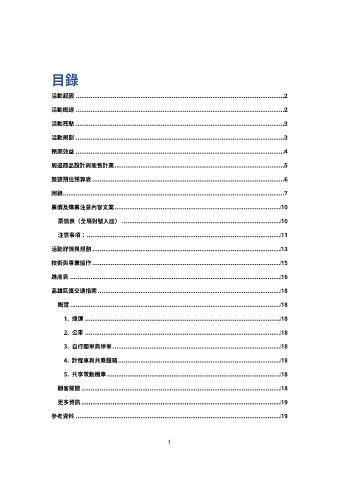 目錄
活動起源 2
活動概述 2
活動亮點 3
活動規劃 3
預期效益 4
周邊商品設計與販售計畫 5
整體預估預算表 6
附錄 7
票價及購票注意內容文案 10
票價表（全場對號入座） 10
注意事項： 11
活動詳情與規劃 13
技術與專業協作 15
進度表 16
高雄巨蛋交通指南 18
概覽 18
1. 捷運 18
2. 公車 18
3. 自行開車與停車 18
4. 計程車與共乘服務 18
5. 共享電動機車 18
顧客提醒 18
更多資訊 19
參考資料 19
1